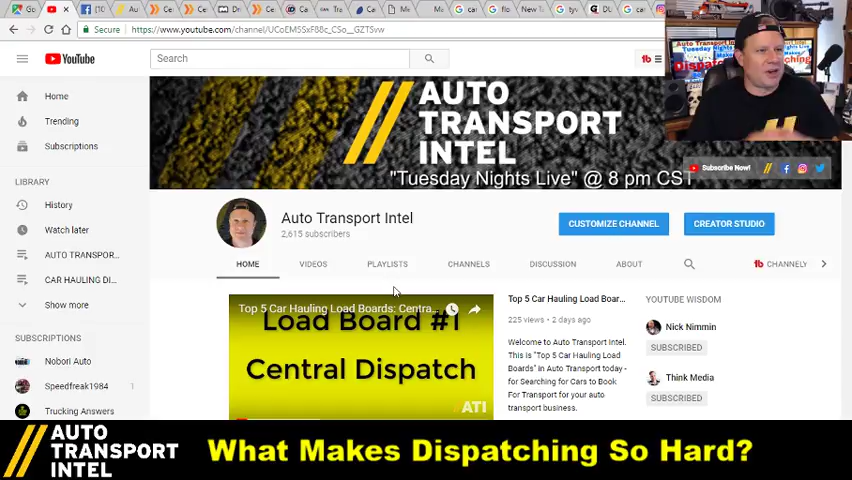 Secure
https://www.youtube.com/channel/UCoEMSSxF88c_CSo__GZTSvw
YouTube
Search
Home
Trending
Subscriptions
LIBRARY
History
Watch later
AUTO TRANSPOR...
CAR HAULING DI...
Show more
SUBSCRIPTIONS
Nobori Auto
Speedfreak1984 1
Trucking Answers
AUTO
TRANSPORT
INTEL
"Tuesday Nights Live" @ 8 pm CST
Subscribe Now!
Auto Transport Intel
2,615 subscribers
CUSTOMIZE CHANNEL
CREATOR STUDIO
HOME
VIDEOS
PLAYLISTS
CHANNELS
DISCUSSION
ABOUT
CHANNELY
Top 5 Car Hauling Load Boards: Centra...
Load Board #1
Central Dispatch
ATI
Top 5 Car Hauling Load Boar...
225 views • 2 days ago
Welcome to Auto Transport Intel.
This is "Top 5 Car Hauling Load
Boards" in Auto Transport today -
for Searching for Cars to Book
For Transport for your auto
transport business.
YOUTUBE WISDOM
Nick Nimmin
SUBSCRIBED
Think Media
SUBSCRIBED
AUTO
TRANSPORT
INTEL
What Makes Dispatching So Hard?